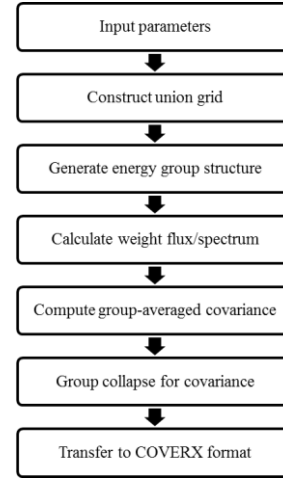 Input parameters
Construct union grid
Generate energy group structure
Calculate weight flux/spectrum
Compute group-averaged covariance
Group collapse for covariance
Transfer to COVERX format